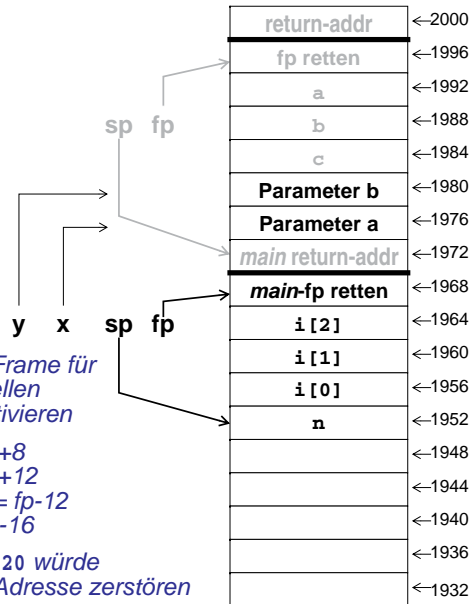 return-addr ←2000
fp retten ←1996
a ←1992
sp fp b ←1988
c ←1984
Parameter b ←1980
Parameter a ←1976
main return-addr ←1972
main-fp retten ←1968
y x sp fp i[2] ←1964
i[1] ←1960
i[0] ←1956
n ←1952
←1948
←1944
←1940
←1936
←1932
Frame für
+8
+12
= fp-12
-16
20 würde
Adresse zerstören